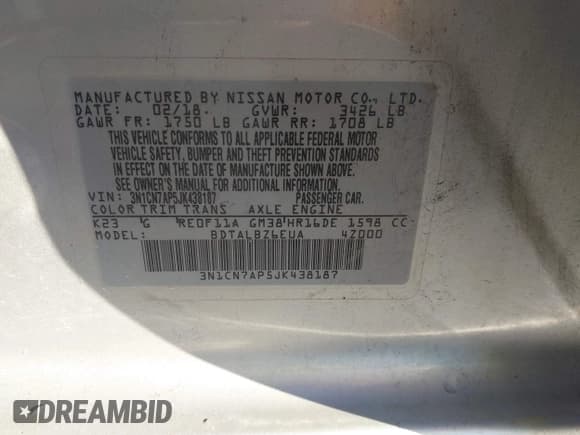 MANUFACTURED BY NISSAN MOTOR CO., LTD.
DATE: 02/18 GVWR: 3426 LB
GAWR FR: 1750 LB GAWR RR: 1708 LB
THIS VEHICLE CONFORMS TO ALL APPLICABLE FEDERAL MOTOR
VEHICLE SAFETY, BUMPER AND THEFT PREVENTION STANDARDS
IN EFFECT ON THE DATE OF MANUFACTURE SHOWN ABOVE.
SEE OWNER'S MANUAL FOR ADDITIONAL INFORMATION
VIN: 3N1CN7AP5JK438187 PASSENGER CAR.
COLOR TRIM TRANS AXLE ENGINE
K23 G RE0F11A GM38 HR16DE 1598 CC
MODEL: BDTALBZ6EUA 4Z000
3N1CN7AP5JK438187
DREAMBID